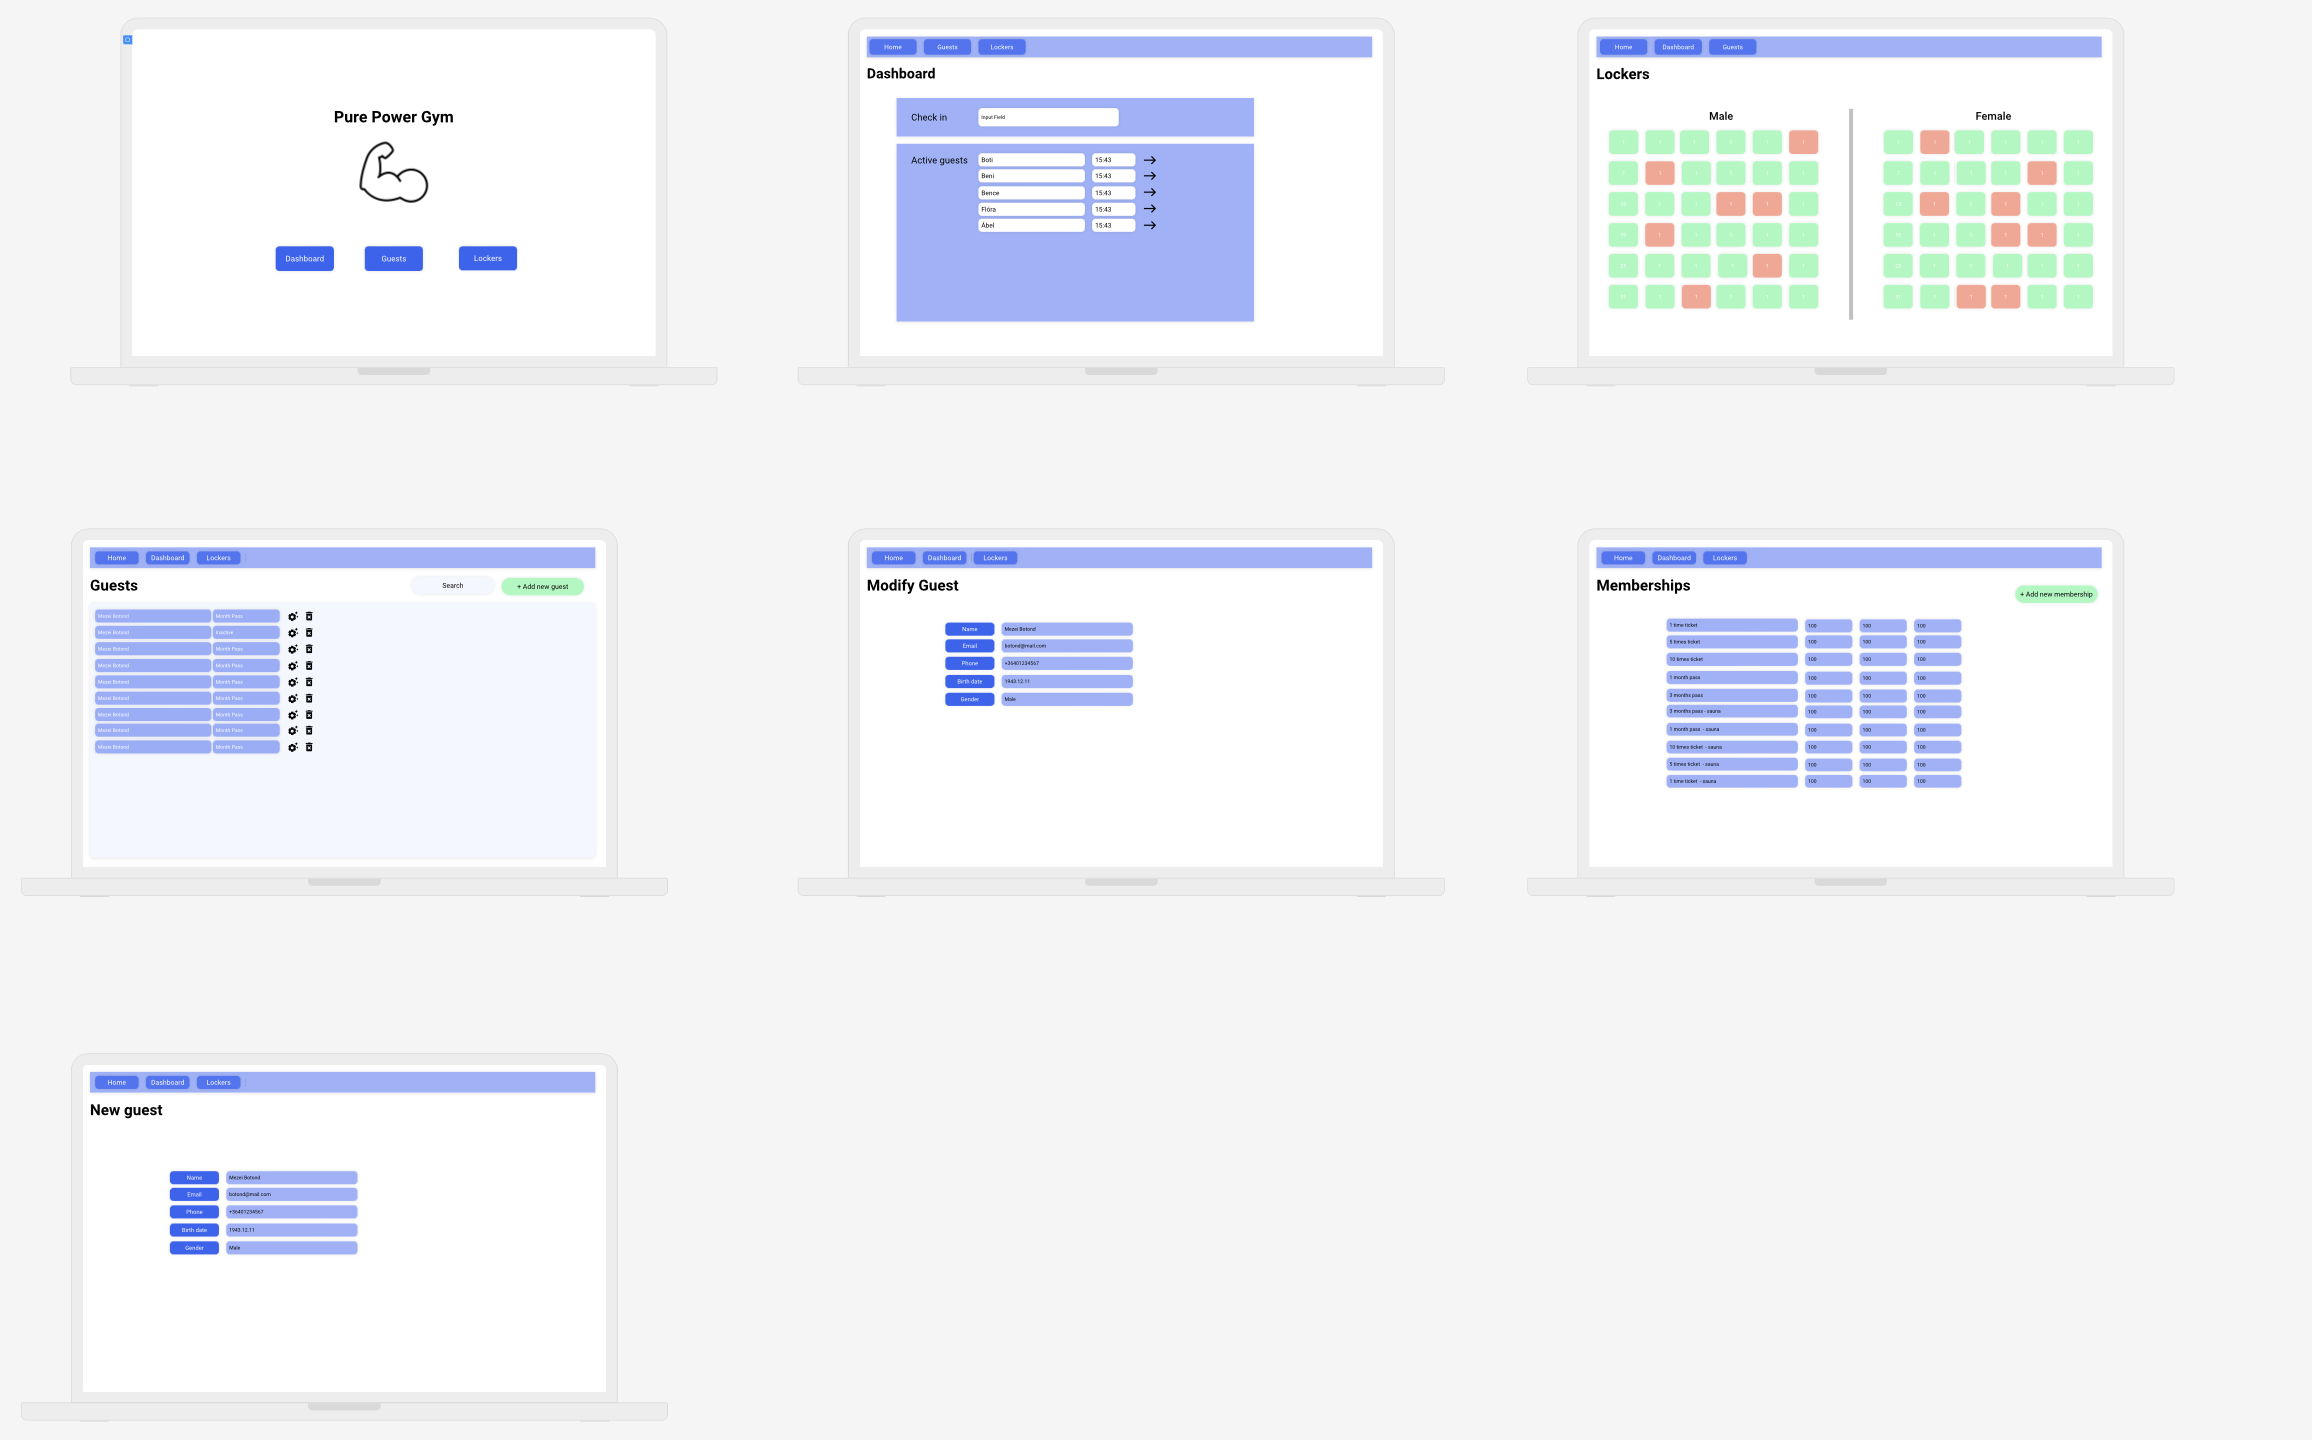 Pure Power Gym
Dashboard Guests Lockers
Home Guests Lockers
Dashboard
Check in Input Field
Active guests Boti 15:43
Beni 15:43
Bence 15:43
Flóra 15:43
Ábel 15:43
Home Dashboard Guests
Lockers
Male Female
Home Dashboard Lockers
Guests Search + Add new guest
Mezei Botond Month Pass
Mezei Botond Inactive
Mezei Botond Month Pass
Mezei Botond Month Pass
Mezei Botond Month Pass
Mezei Botond Month Pass
Mezei Botond Month Pass
Mezei Botond Month Pass
Mezei Botond Month Pass
Home Dashboard Lockers
Modify Guest
Name Mezei Botond
Email botond@mail.com
Phone +36401234567
Birth date 1943.12.11
Gender Male
Home Dashboard Lockers
Memberships
+ Add new membership
1 time ticket 100 100 100
5 times ticket 100 100 100
10 times ticket 100 100 100
1 month pass 100 100 100
3 months pass 100 100 100
3 months pass - sauna 100 100 100
1 month pass - sauna 100 100 100
10 times ticket - sauna 100 100 100
5 times ticket - sauna 100 100 100
1 time ticket - sauna 100 100 100
Home Dashboard Lockers
New guest
Name Mezei Botond
Email botond@mail.com
Phone +36401234567
Birth date 1943.12.11
Gender Male